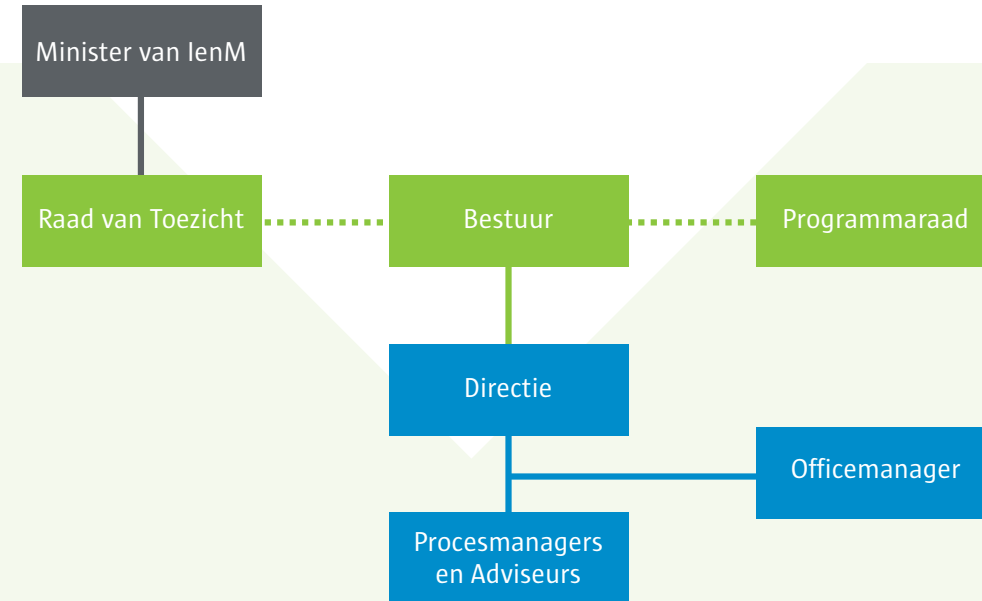 Minister van IenM
Raad van Toezicht
Bestuur
Programmaraad
Directie
Officemanager
Procesmanagers
en Adviseurs